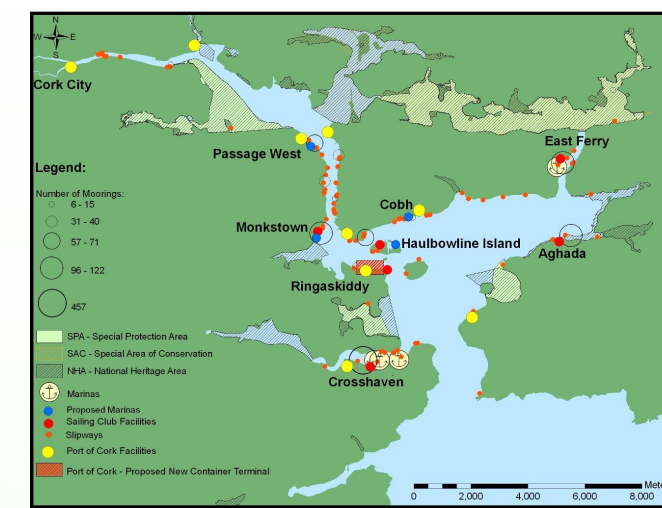 N
W E
S
Cork City
Passage West
East Ferry
Legend:
Number of Moorings:
6 - 15
31 - 40
57 - 71
96 - 122
457
Cobh
Monkstown
Haulbowline Island
Aghada
Ringaskiddy
SPA - Special Protection Area
SAC - Special Area of Conservation
NHA - National Heritage Area
Marinas
Crosshaven
Proposed Marinas
Sailing Club Facilities
Slipways
Port of Cork Facilities
Port of Cork - Proposed New Container Terminal
Mete
0 2,000 4,000 6,000 8,000